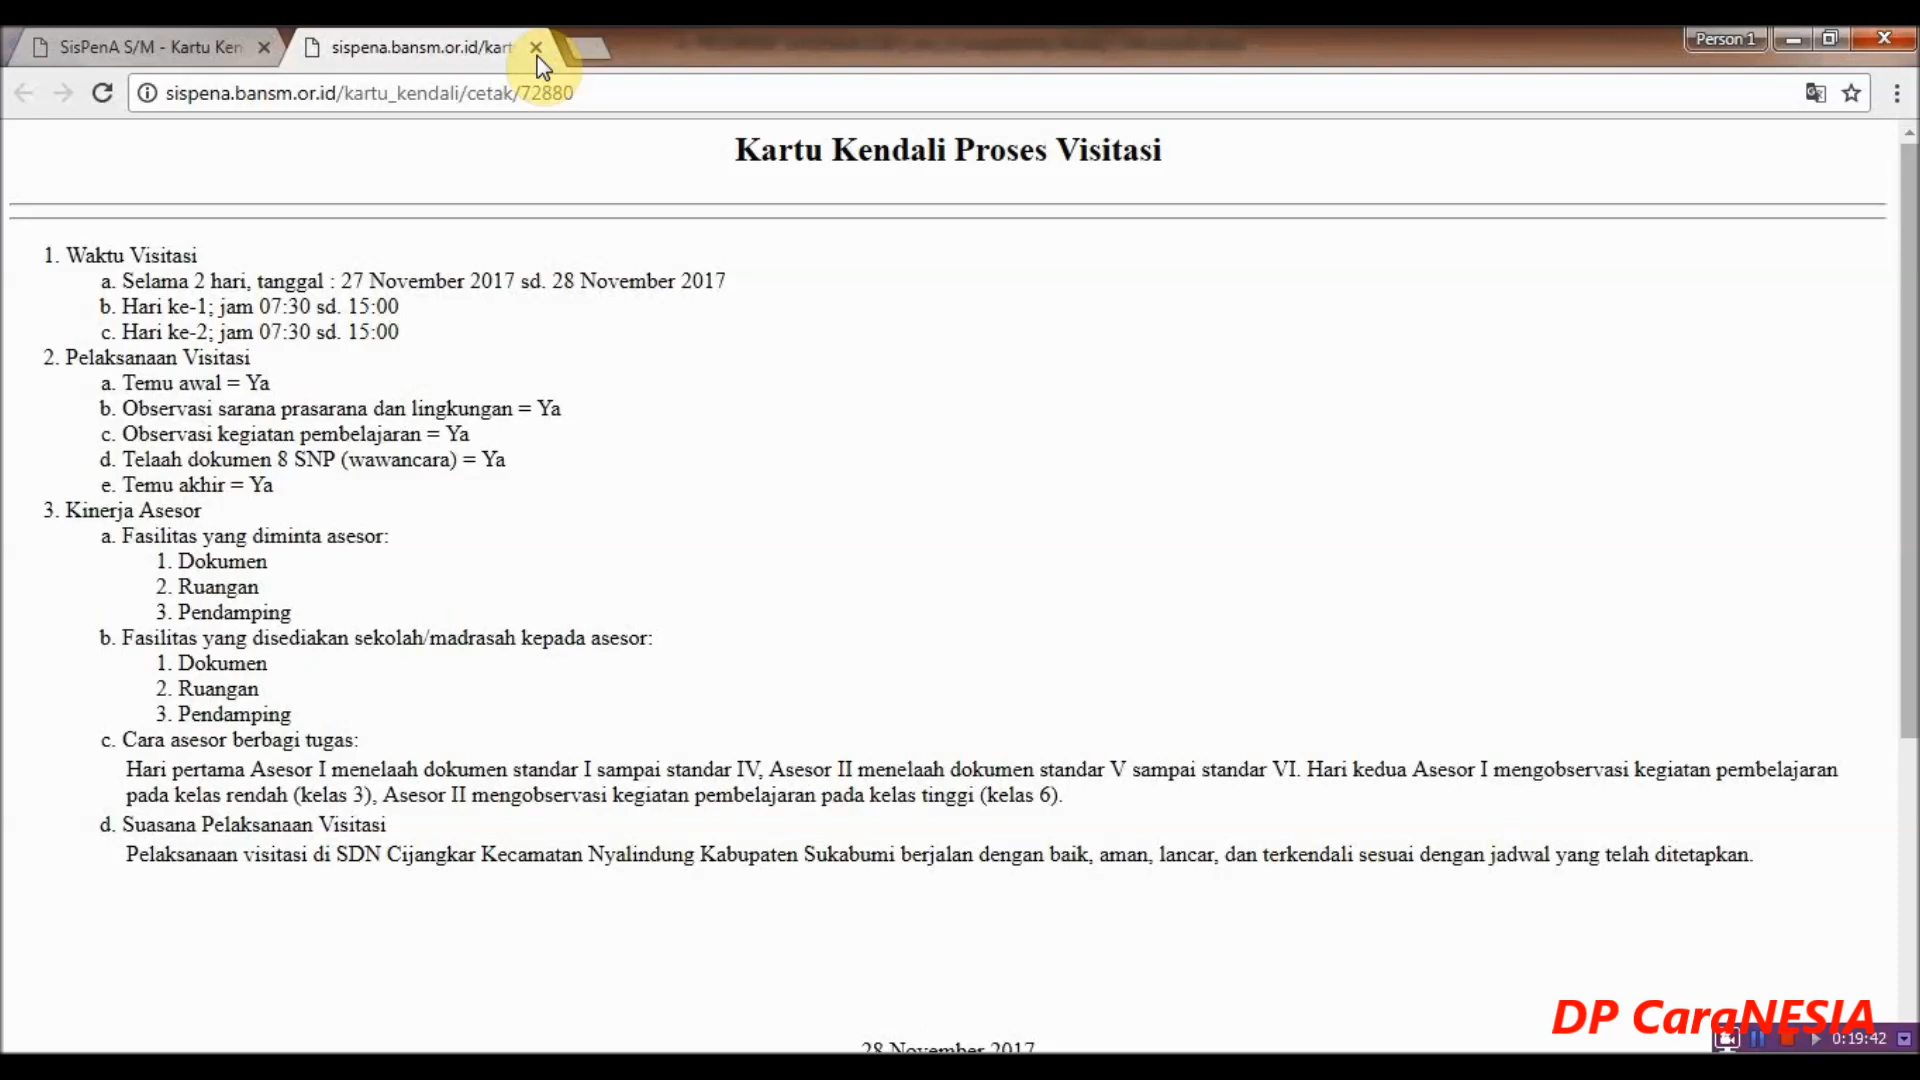 SisPenA S/M - Kartu Ken
sispena.bansm.or.id/kart
Person 1
sispena.bansm.or.id/kartu_kendali/cetak/72880
Kartu Kendali Proses Visitasi
1. Waktu Visitasi
a. Selama 2 hari, tanggal : 27 November 2017 sd. 28 November 2017
b. Hari ke-1; jam 07:30 sd. 15:00
c. Hari ke-2; jam 07:30 sd. 15:00
2. Pelaksanaan Visitasi
a. Temu awal = Ya
b. Observasi sarana prasarana dan lingkungan = Ya
c. Observasi kegiatan pembelajaran = Ya
d. Telaah dokumen 8 SNP (wawancara) = Ya
e. Temu akhir = Ya
3. Kinerja Asesor
a. Fasilitas yang diminta asesor:
1. Dokumen
2. Ruangan
3. Pendamping
b. Fasilitas yang disediakan sekolah/madrasah kepada asesor:
1. Dokumen
2. Ruangan
3. Pendamping
c. Cara asesor berbagi tugas:
Hari pertama Asesor I menelaah dokumen standar I sampai standar IV, Asesor II menelaah dokumen standar V sampai standar VI. Hari kedua Asesor I mengobservasi kegiatan pembelajaran
pada kelas rendah (kelas 3), Asesor II mengobservasi kegiatan pembelajaran pada kelas tinggi (kelas 6).
d. Suasana Pelaksanaan Visitasi
Pelaksanaan visitasi di SDN Cijangkar Kecamatan Nyalindung Kabupaten Sukabumi berjalan dengan baik, aman, lancar, dan terkendali sesuai dengan jadwal yang telah ditetapkan.
DP CaraNESIA
28 November 2017
0:19:42